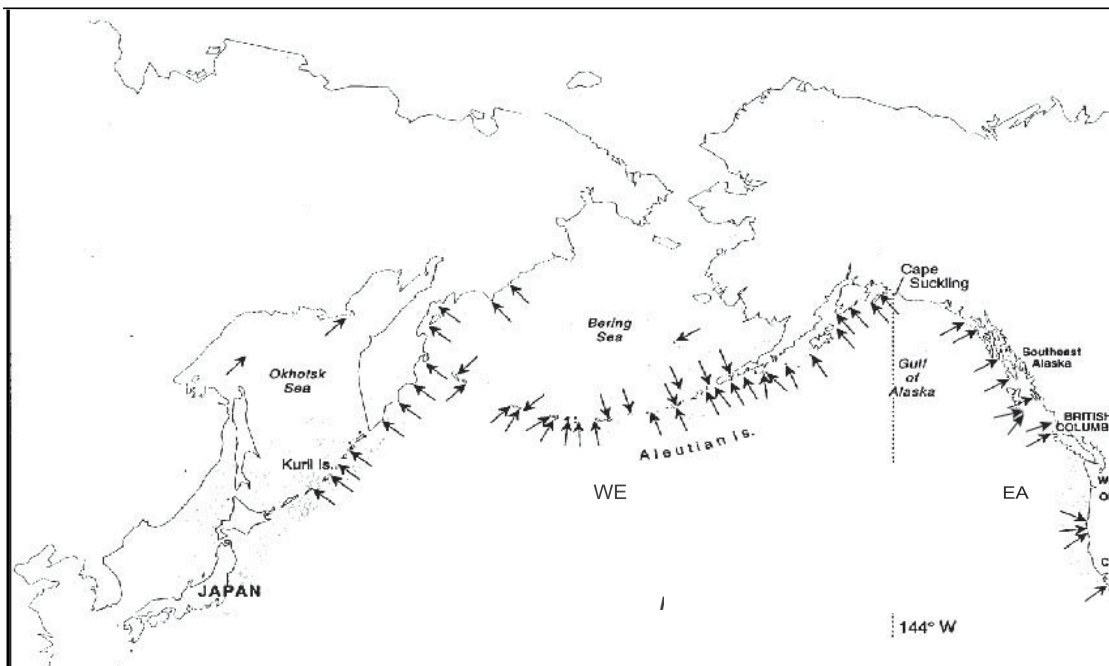 Cape
Suckling
Bering
Sea
Okhotsk
Sea
Gulf
of
Alaska
Southeast
Alaska
BRITISH
COLUMB
Aleutian Is.
Kuril Is.
WE
EA
W
O
C
JAPAN
144° W